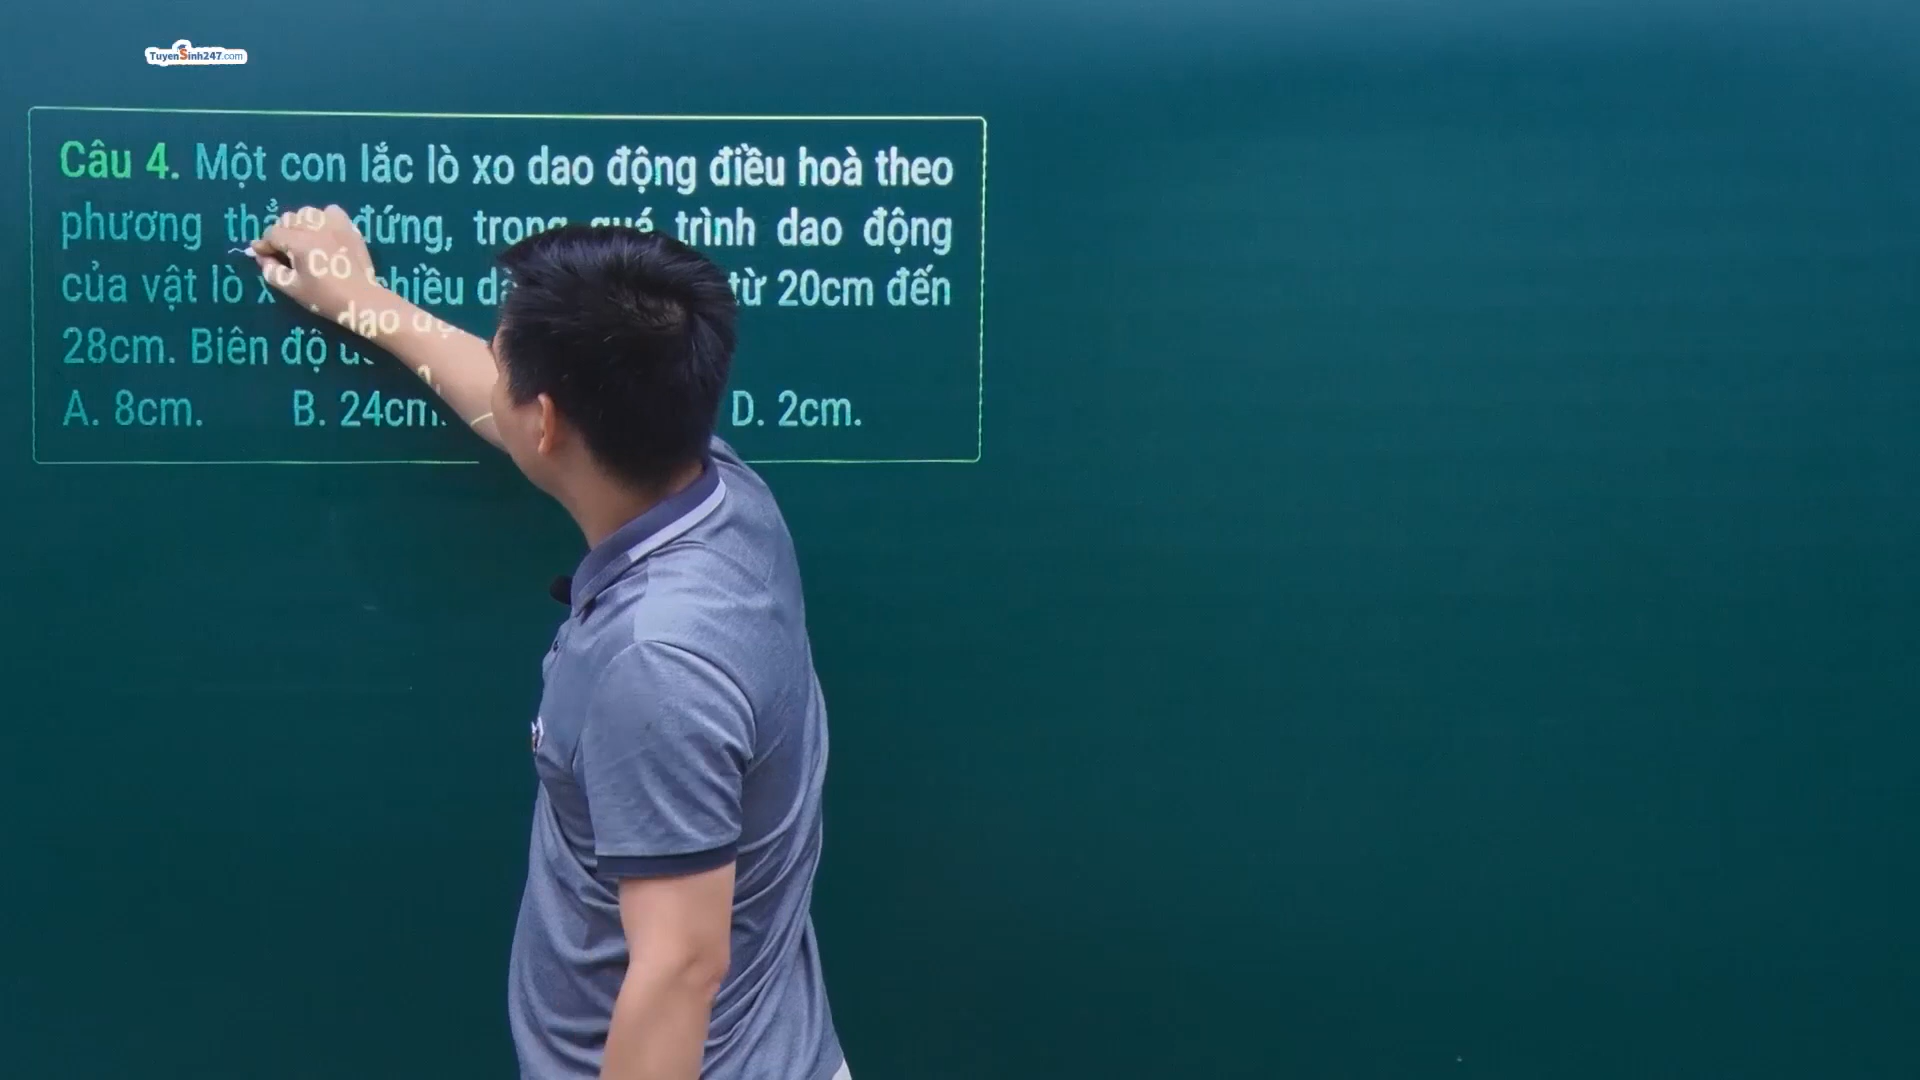 TuyenSinh247.com
Câu 4. Một con lắc lò xo dao động điều hoà theo
phương thẳng đứng, trong quá trình dao động
của vật lò xo có chiều từ 20cm đến
28cm. Biên độ dao
A. 8cm. B. 24cm. D. 2cm.